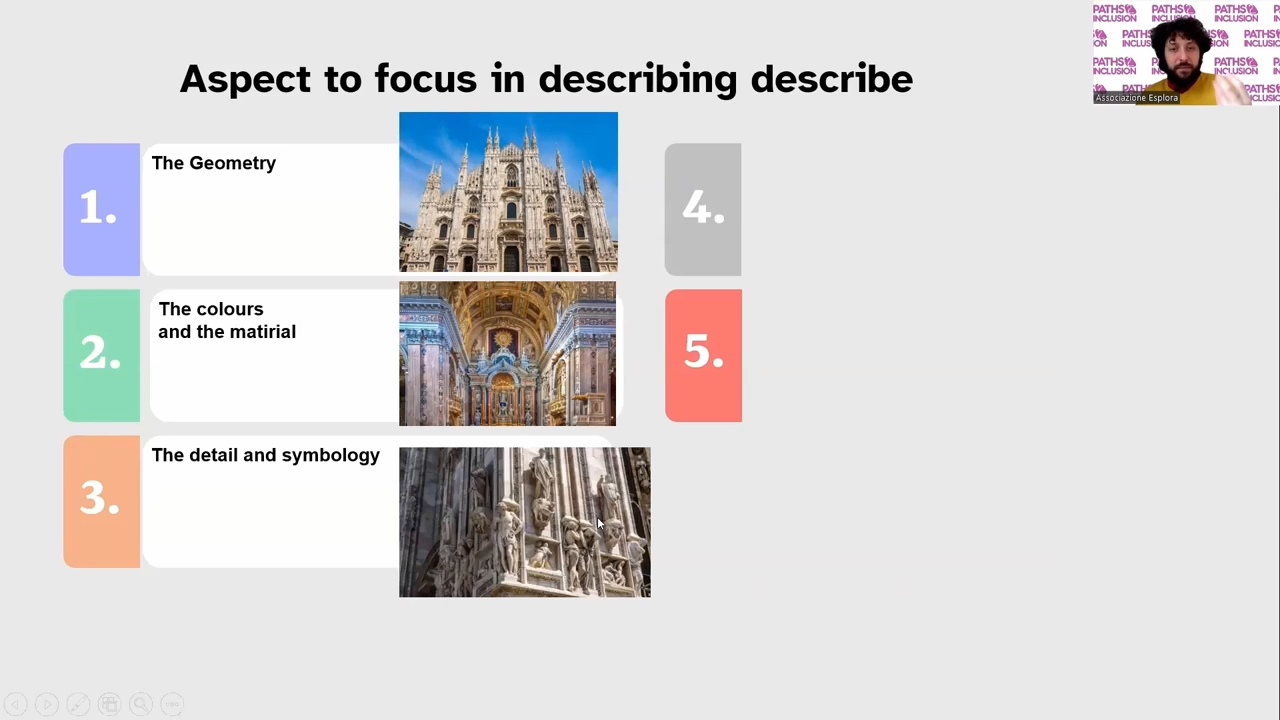 Aspect to focus in describing describe
1.
The Geometry
2.
The colours
and the matirial
3.
The detail and symbology
4.
5.
PATHS
INCLUSION
Associazione Esplora